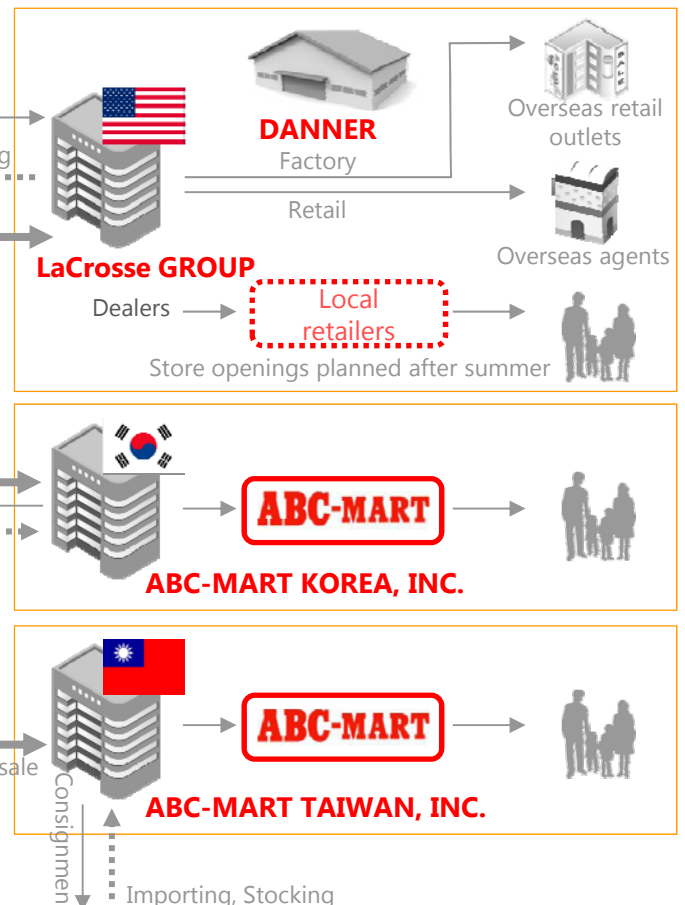 Overseas retail
outlets
DANNER
Factory
g
Retail
Overseas agents
LaCrosse GROUP
Dealers
Local
retailers
Store openings planned after summer
ABC-MART
ABC-MART KOREA, INC.
ABC-MART
sale
ABC-MART TAIWAN, INC.
Consignmen
Importing, Stocking